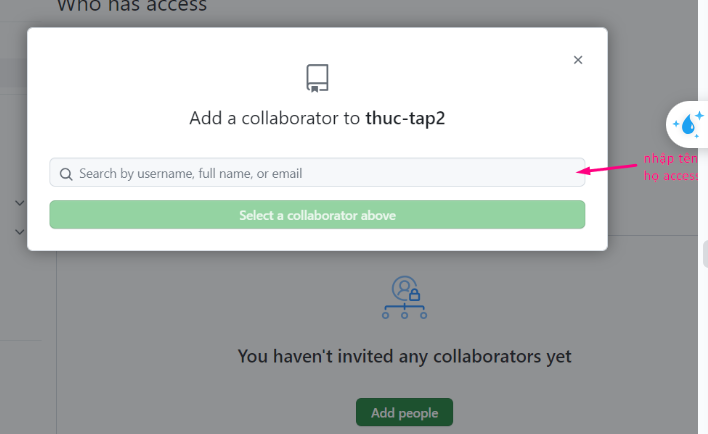 Who has access
Add a collaborator to thuc-tap2
Search by username, full name, or email
nhập tên
họ access
Select a collaborator above
You haven't invited any collaborators yet
Add people